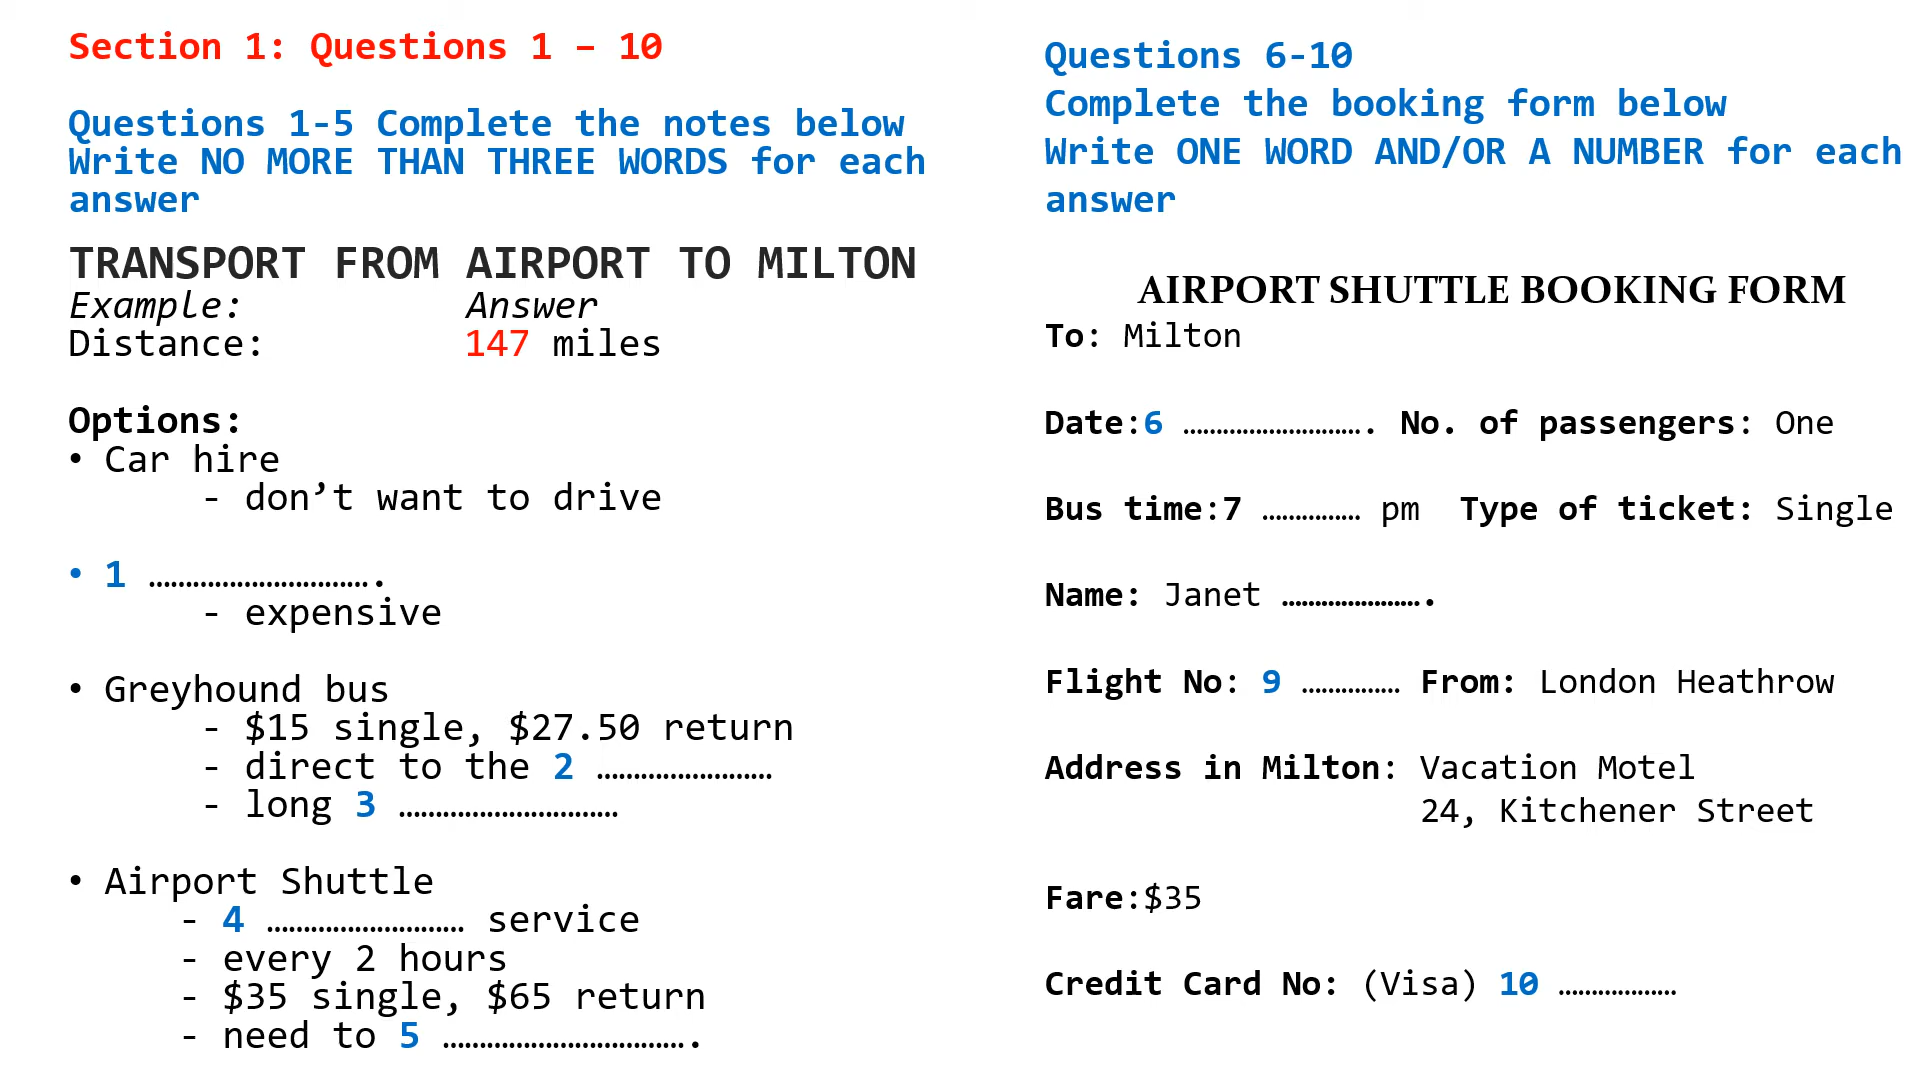 Section 1: Questions 1 – 10
Questions 1-5 Complete the notes below
Write NO MORE THAN THREE WORDS for each
answer
TRANSPORT FROM AIRPORT TO MILTON
Example: Answer
Distance: 147 miles
Options:
• Car hire
- don’t want to drive
• 1 ………………………….
- expensive
• Greyhound bus
- $15 single, $27.50 return
- direct to the 2 ……………………
- long 3 …………………………
• Airport Shuttle
- 4 ……………………… service
- every 2 hours
- $35 single, $65 return
- need to 5 …………………………….
Questions 6-10
Complete the booking form below
Write ONE WORD AND/OR A NUMBER for each
answer
AIRPORT SHUTTLE BOOKING FORM
To: Milton
Date:6 ………………………. No. of passengers: One
Bus time:7 …………… pm Type of ticket: Single
Name: Janet ………………….
Flight No: 9 …………… From: London Heathrow
Address in Milton: Vacation Motel
24, Kitchener Street
Fare:$35
Credit Card No: (Visa) 10 ………………